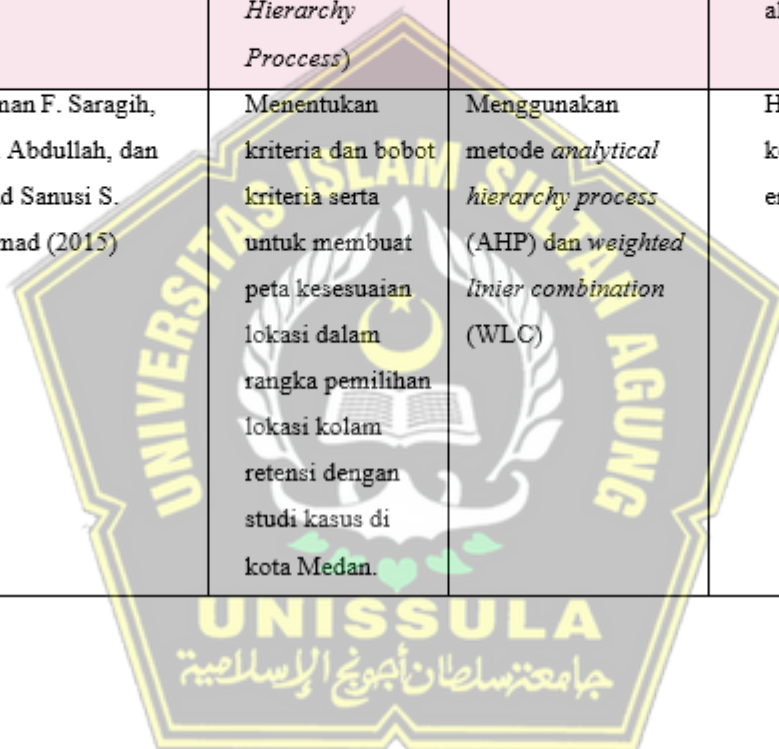 Hierarchy
Proccess)
man F. Saragih,
Abdullah, dan
d Sanusi S.
mad (2015)
Menentukan
kriteria dan bobot
kriteria serta
untuk membuat
peta kesesuaian
lokasi dalam
rangka pemilihan
lokasi kolam
retensi dengan
studi kasus di
kota Medan.
Menggunakan
metode analytical
hierarchy process
(AHP) dan weighted
linier combination
(WLC)
UNIVERSITAS ISLAM SULTAN AGUNG
UNISSULA
جامعة سلطان أجونج الإسلامية